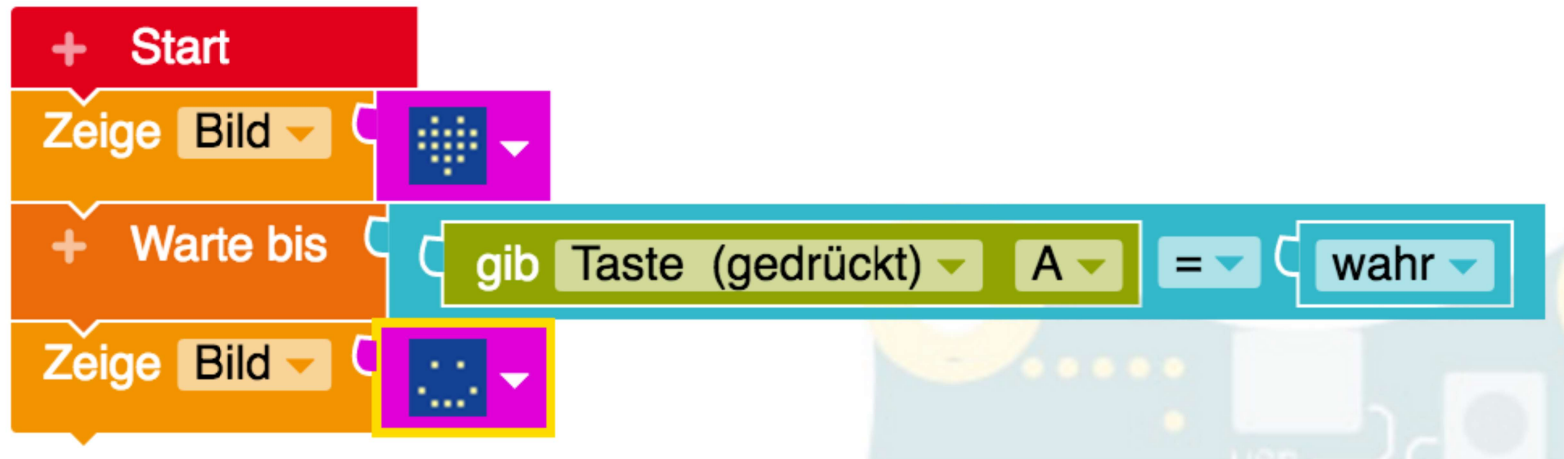 + Start
Zeige Bild
+ Warte bis gib Taste (gedrückt) A = wahr
Zeige Bild